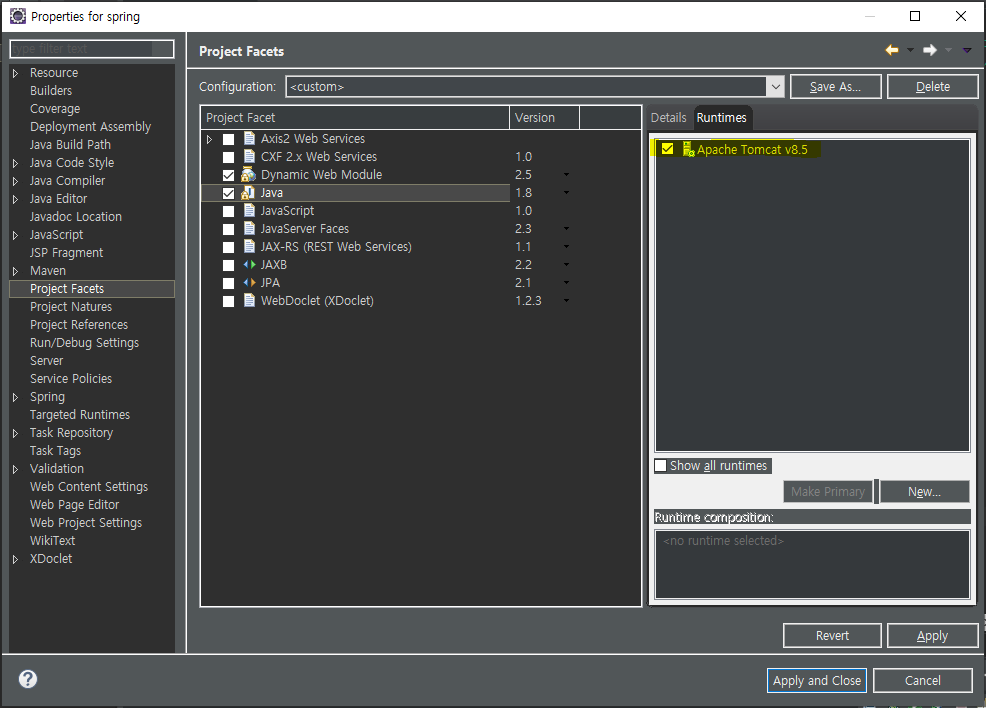 Properties for spring
type filter text
Resource
Builders
Coverage
Deployment Assembly
Java Build Path
Java Code Style
Java Compiler
Java Editor
Javadoc Location
JavaScript
JSP Fragment
Maven
Project Facets
Project Natures
Project References
Run/Debug Settings
Server
Service Policies
Spring
Targeted Runtimes
Task Repository
Task Tags
Validation
Web Content Settings
Web Page Editor
Web Project Settings
WikiText
XDoclet
Project Facets
Configuration: <custom> Save As... Delete
Project Facet Version
Axis2 Web Services
CXF 2.x Web Services 1.0
Dynamic Web Module 2.5
Java 1.8
JavaScript 1.0
JavaServer Faces 2.3
JAX-RS (REST Web Services) 1.1
JAXB 2.2
JPA 2.1
WebDoclet (XDoclet) 1.2.3
Details Runtimes
Apache Tomcat v8.5
Show all runtimes
Make Primary New...
Runtime composition:
<no runtime selected>
Revert Apply
? Apply and Close Cancel